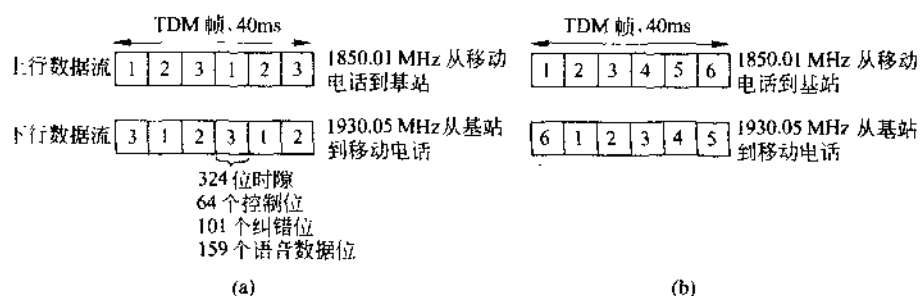 TDM 帧,40ms
上行数据流 1 2 3 1 2 3 1850.01 MHz 从移动
电话到基站
下行数据流 3 1 2 3 1 2 1930.05 MHz 从基站
到移动电话
324 位时隙
64 个控制位
101 个纠错位
159 个语音数据位
(a)
TDM 帧,40ms
1 2 3 4 5 6 1850.01 MHz 从移动
电话到基站
6 1 2 3 4 5 1930.05 MHz 从基站
到移动电话
(b)